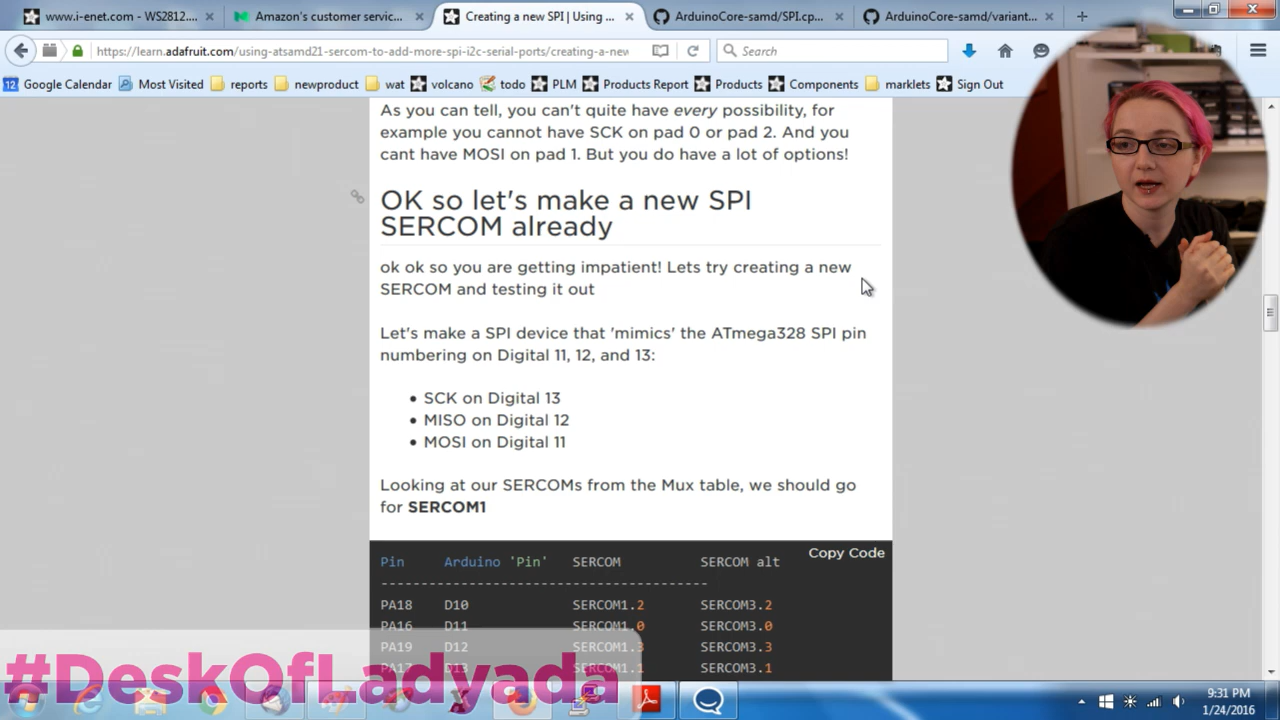 www.i-enet.com - WS2812....
Amazon's customer servic...
Creating a new SPI | Using ...
ArduinoCore-samd/SPI.cp...
ArduinoCore-samd/variant...
https://learn.adafruit.com/using-atsamd21-sercom-to-add-more-spi-i2c-serial-ports/creating-a-new
Search
Google Calendar
Most Visited
reports
newproduct
wat
volcano
todo
PLM
Products Report
Products
Components
marklets
Sign Out
As you can tell, you can't quite have every possibility, for
example you cannot have SCK on pad 0 or pad 2. And you
cant have MOSI on pad 1. But you do have a lot of options!
OK so let's make a new SPI
SERCOM already
ok ok so you are getting impatient! Lets try creating a new
SERCOM and testing it out
Let's make a SPI device that 'mimics' the ATmega328 SPI pin
numbering on Digital 11, 12, and 13:
• SCK on Digital 13
• MISO on Digital 12
• MOSI on Digital 11
Looking at our SERCOMs from the Mux table, we should go
for SERCOM1
Copy Code
Pin Arduino 'Pin' SERCOM SERCOM alt
-----------------------------------------
PA18 D10 SERCOM1.2 SERCOM3.2
PA16 D11 SERCOM1.0 SERCOM3.0
PA19 D12 SERCOM1.3 SERCOM3.3
PA17 D13 SERCOM1.1 SERCOM3.1
#DeskOfLadyada
9:31 PM
1/24/2016